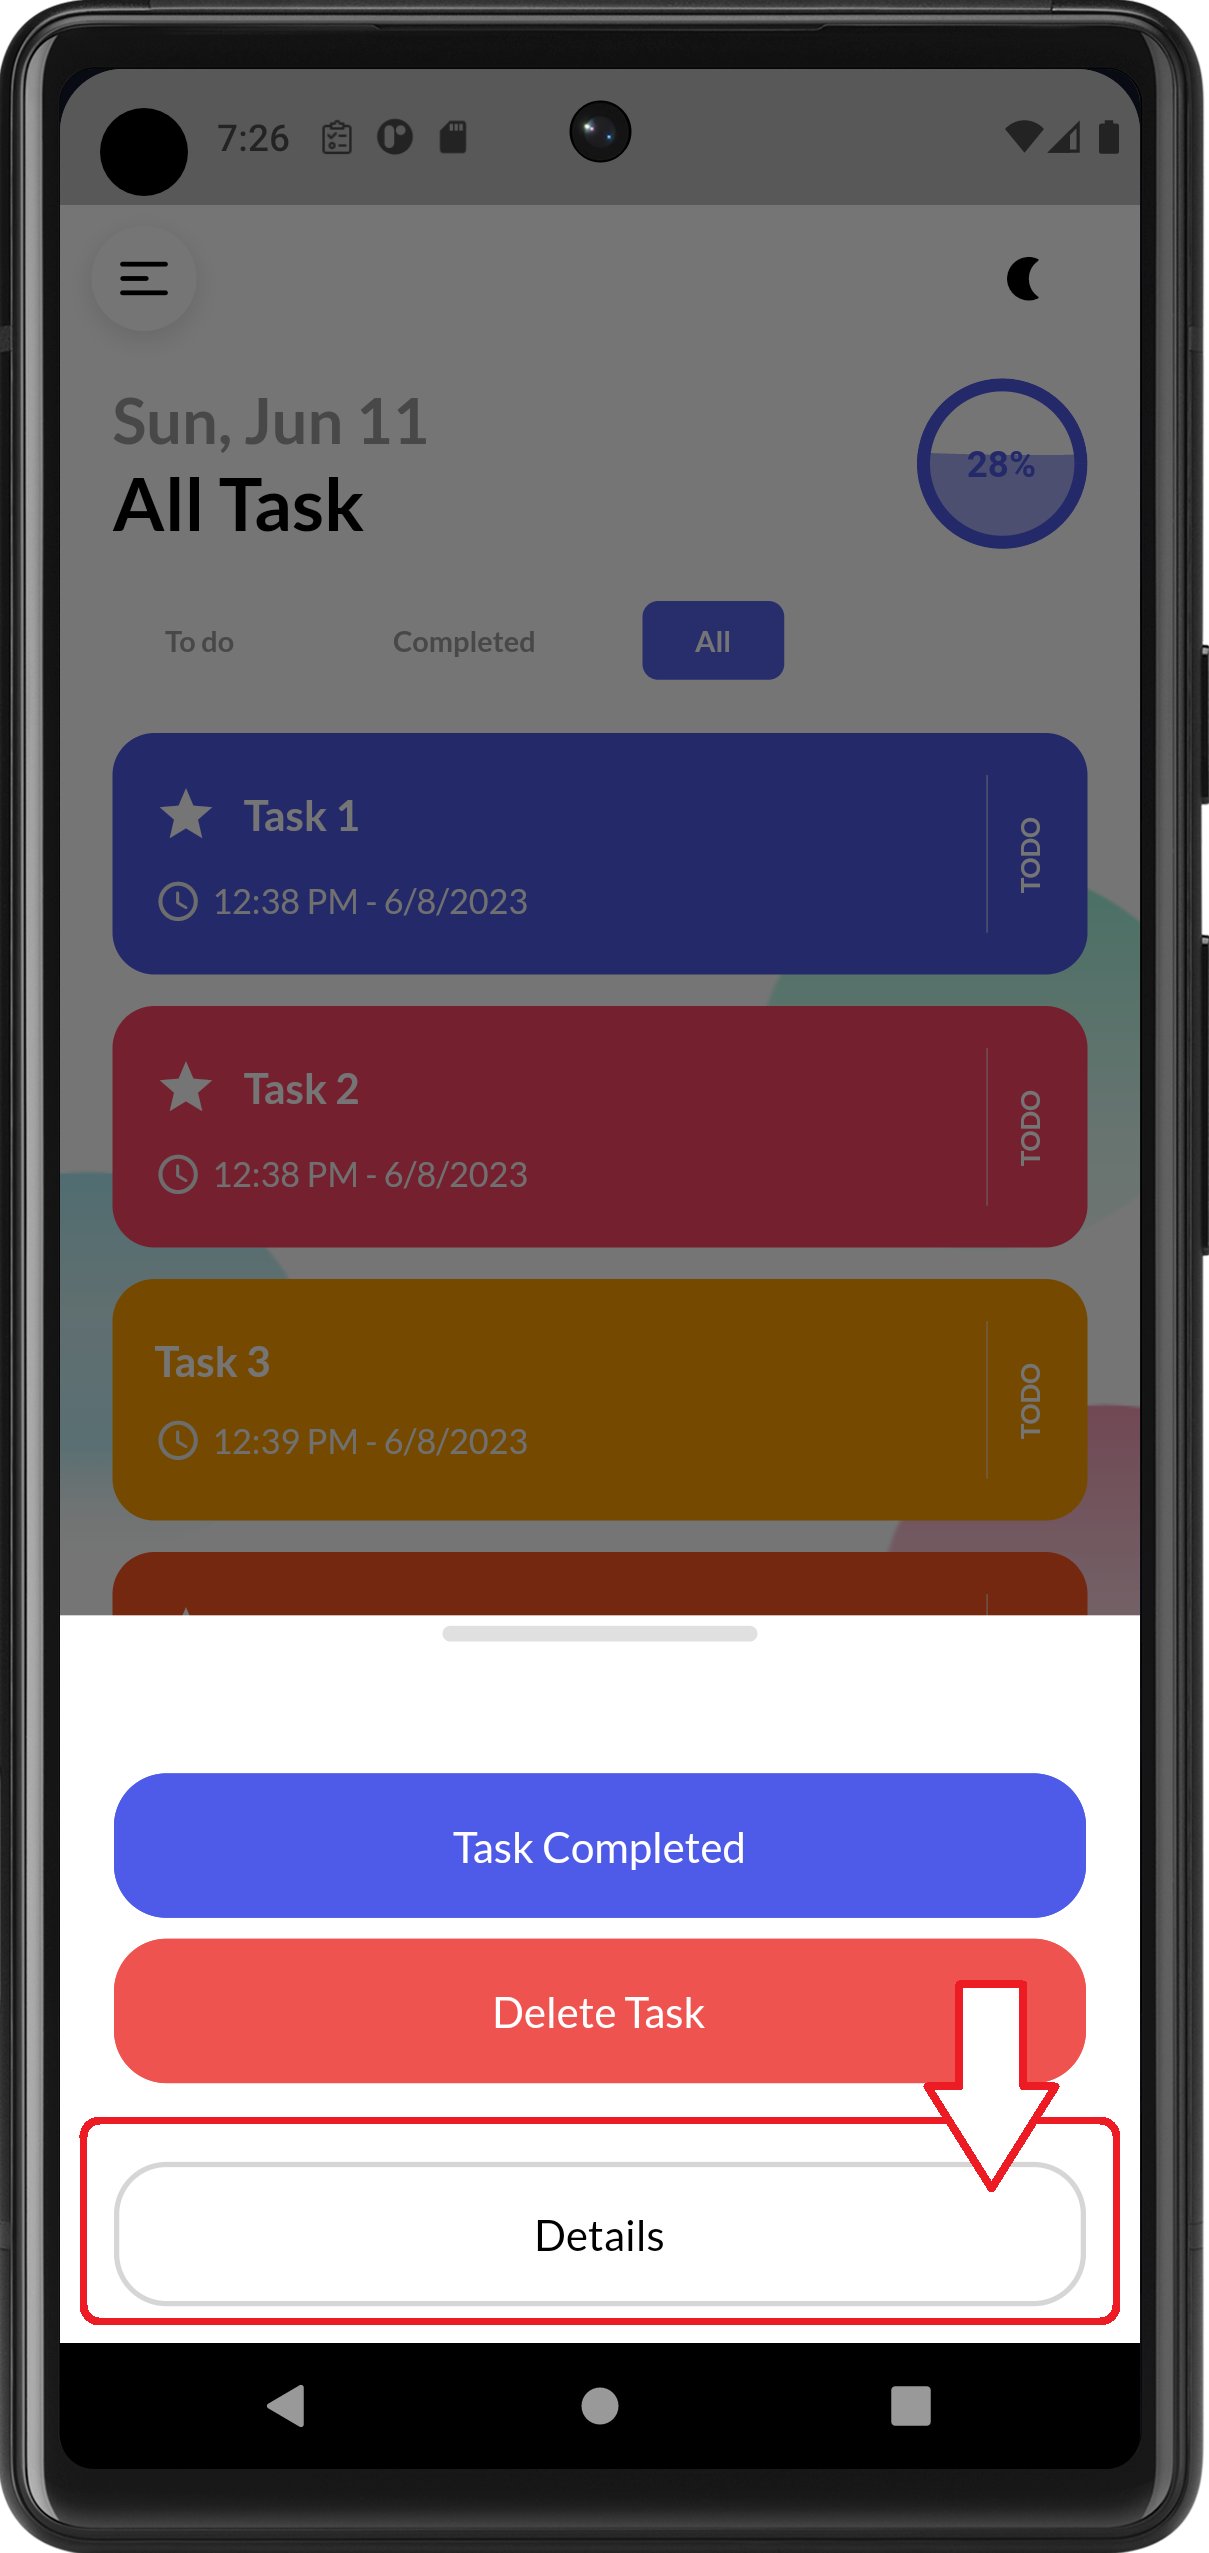 7:26
Sun, Jun 11
All Task
28%
To do
Completed
All
Task 1
12:38 PM - 6/8/2023
TODO
Task 2
12:38 PM - 6/8/2023
TODO
Task 3
12:39 PM - 6/8/2023
TODO
Task Completed
Delete Task
Details